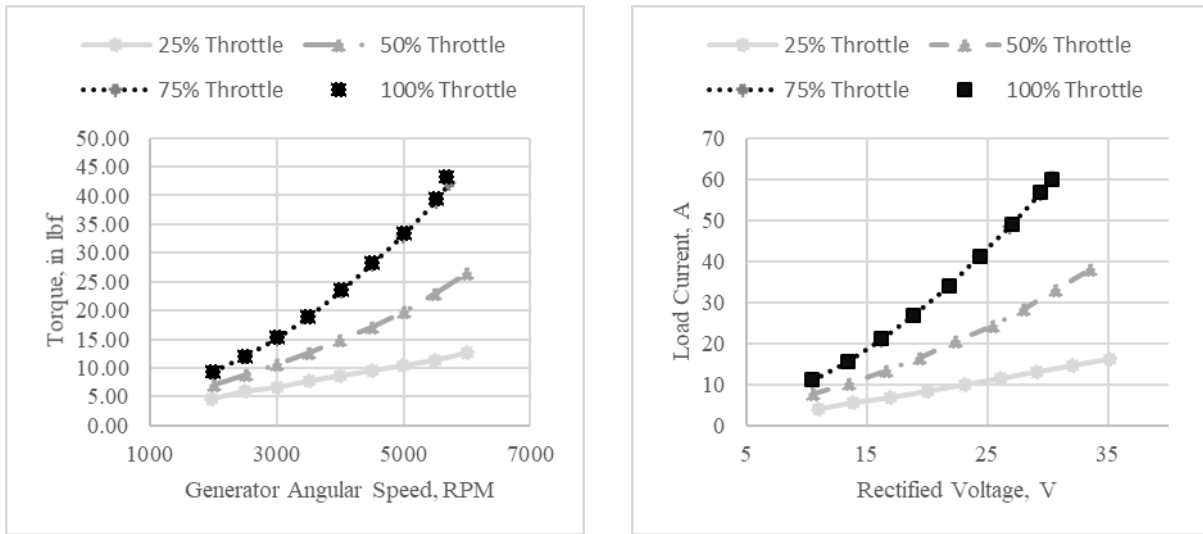 25% Throttle
50% Throttle
75% Throttle
100% Throttle
50.00
45.00
40.00
35.00
30.00
25.00
20.00
15.00
10.00
5.00
0.00
Torque, in lbf
1000
3000
5000
7000
Generator Angular Speed, RPM
25% Throttle
50% Throttle
75% Throttle
100% Throttle
70
60
50
40
30
20
10
0
Load Current, A
5
15
25
35
Rectified Voltage, V